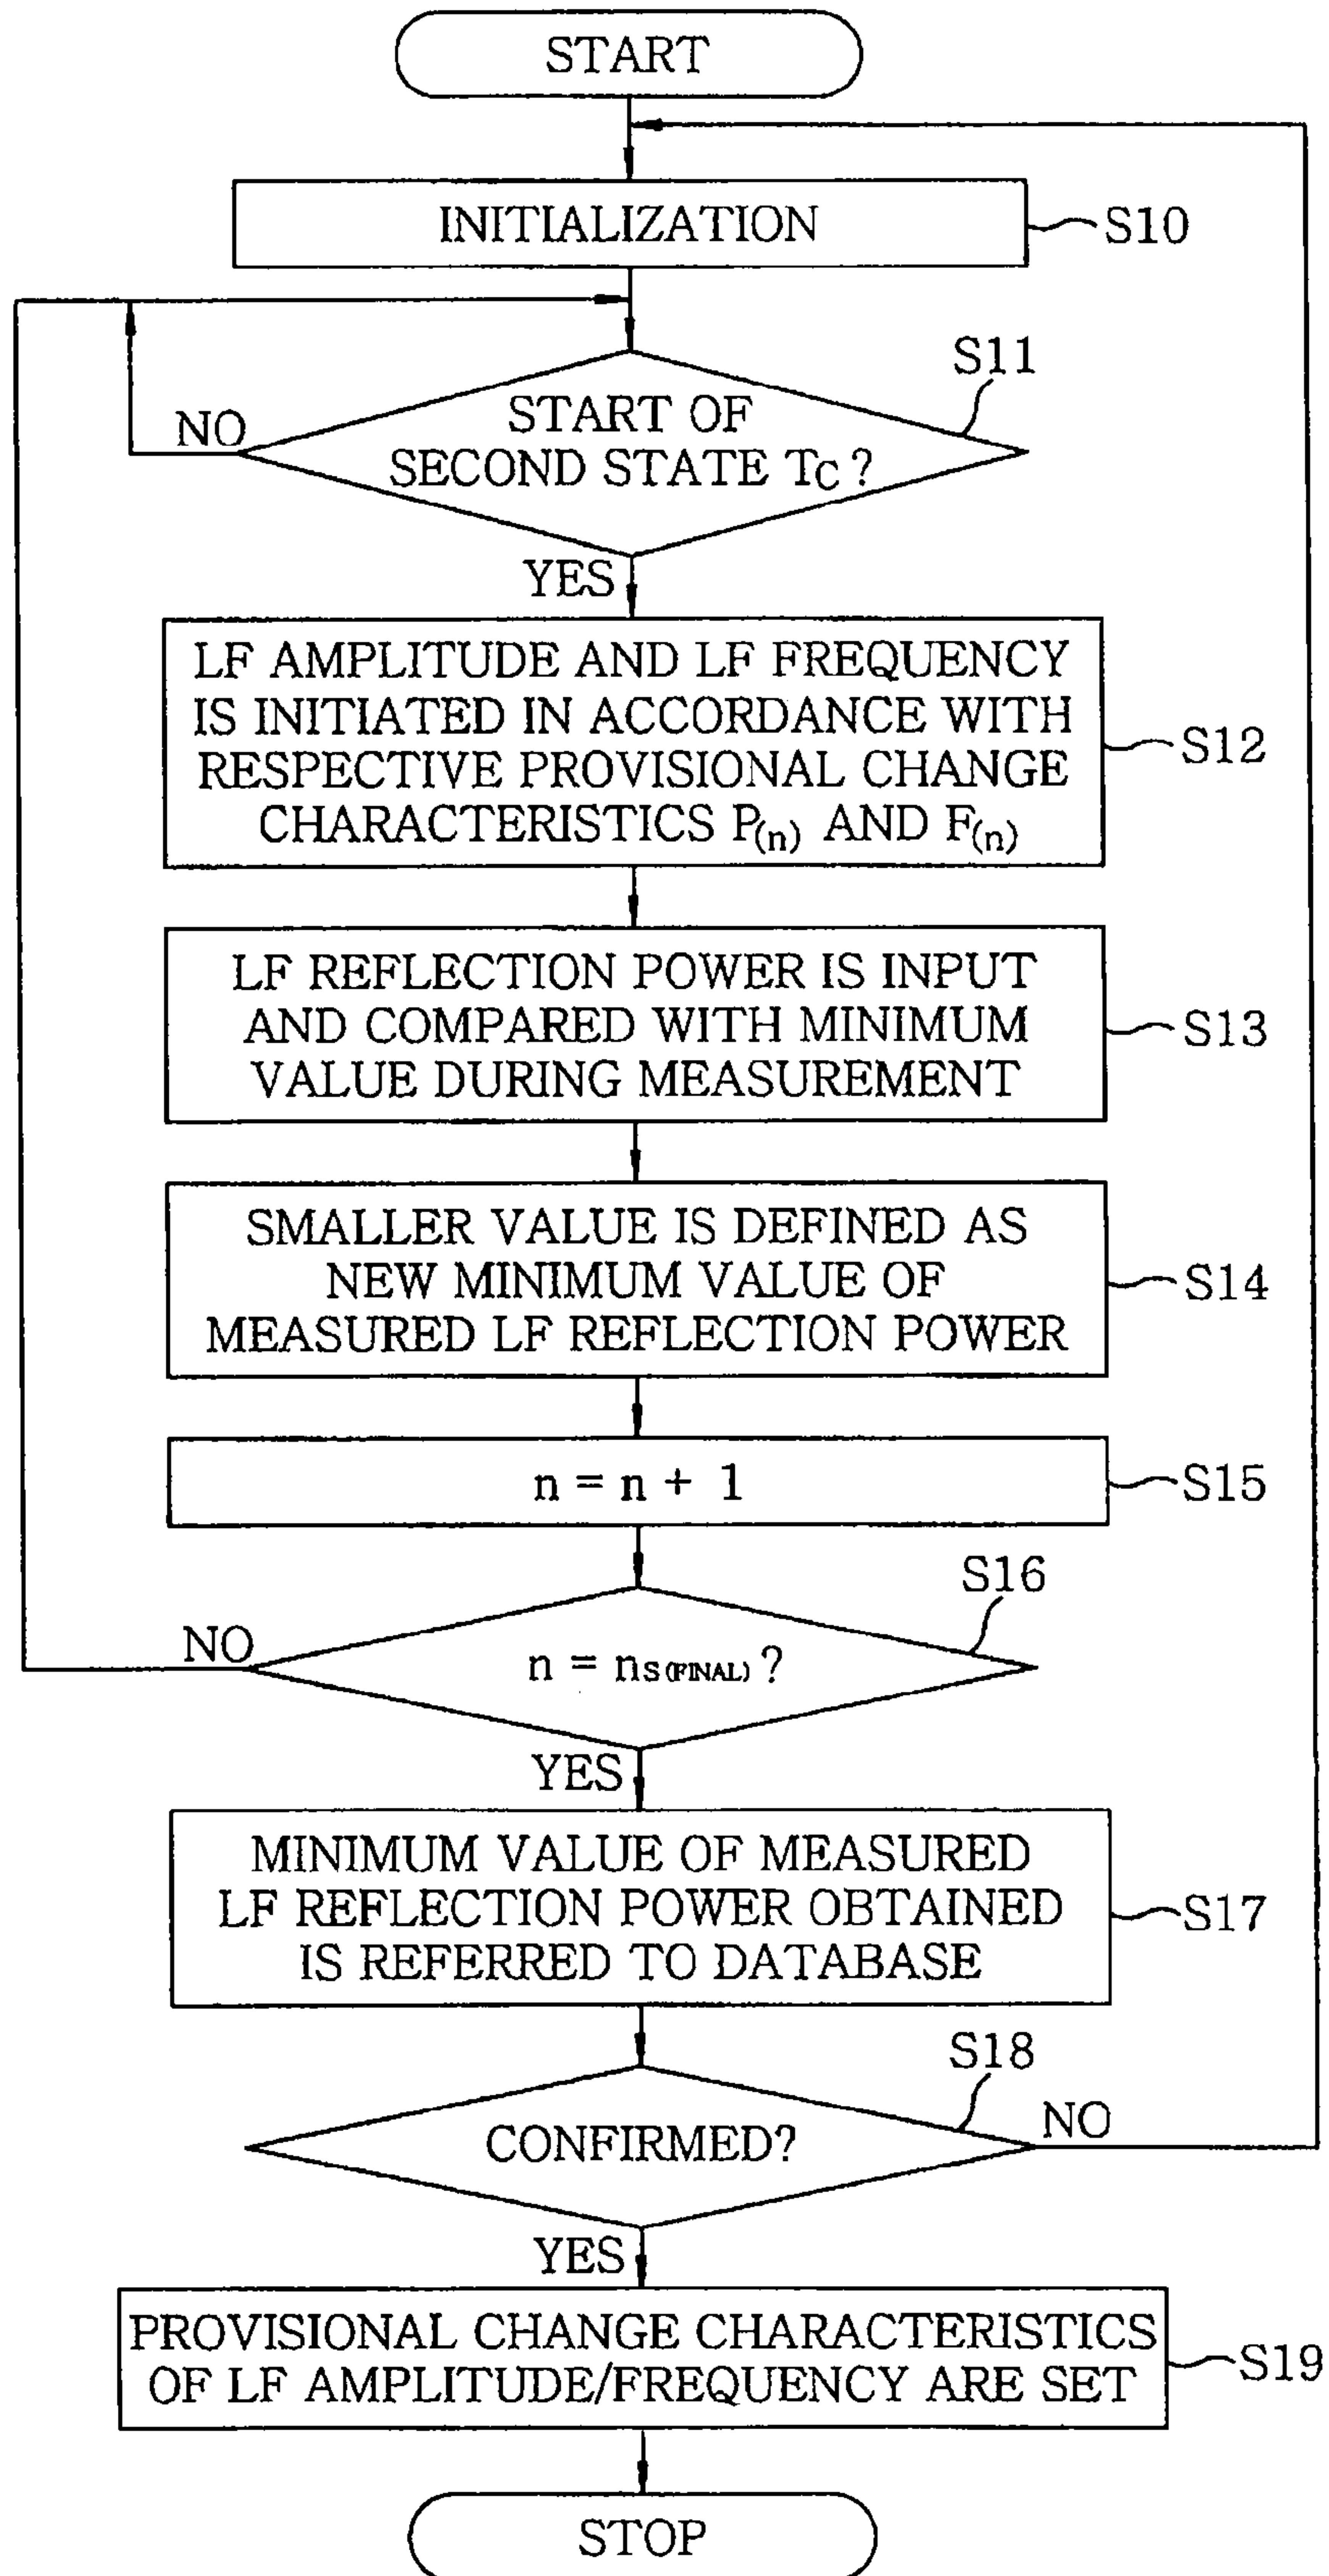 START
INITIALIZATION
S10
S11
START OF
SECOND STATE TC ?
NO
YES
LF AMPLITUDE AND LF FREQUENCY
IS INITIATED IN ACCORDANCE WITH
RESPECTIVE PROVISIONAL CHANGE
CHARACTERISTICS P(n) AND F(n)
S12
LF REFLECTION POWER IS INPUT
AND COMPARED WITH MINIMUM
VALUE DURING MEASUREMENT
S13
SMALLER VALUE IS DEFINED AS
NEW MINIMUM VALUE OF
MEASURED LF REFLECTION POWER
S14
n = n + 1
S15
S16
NO
n = nS(FINAL) ?
YES
MINIMUM VALUE OF MEASURED
LF REFLECTION POWER OBTAINED
IS REFERRED TO DATABASE
S17
S18
CONFIRMED?
NO
YES
PROVISIONAL CHANGE CHARACTERISTICS
OF LF AMPLITUDE/FREQUENCY ARE SET
S19
STOP